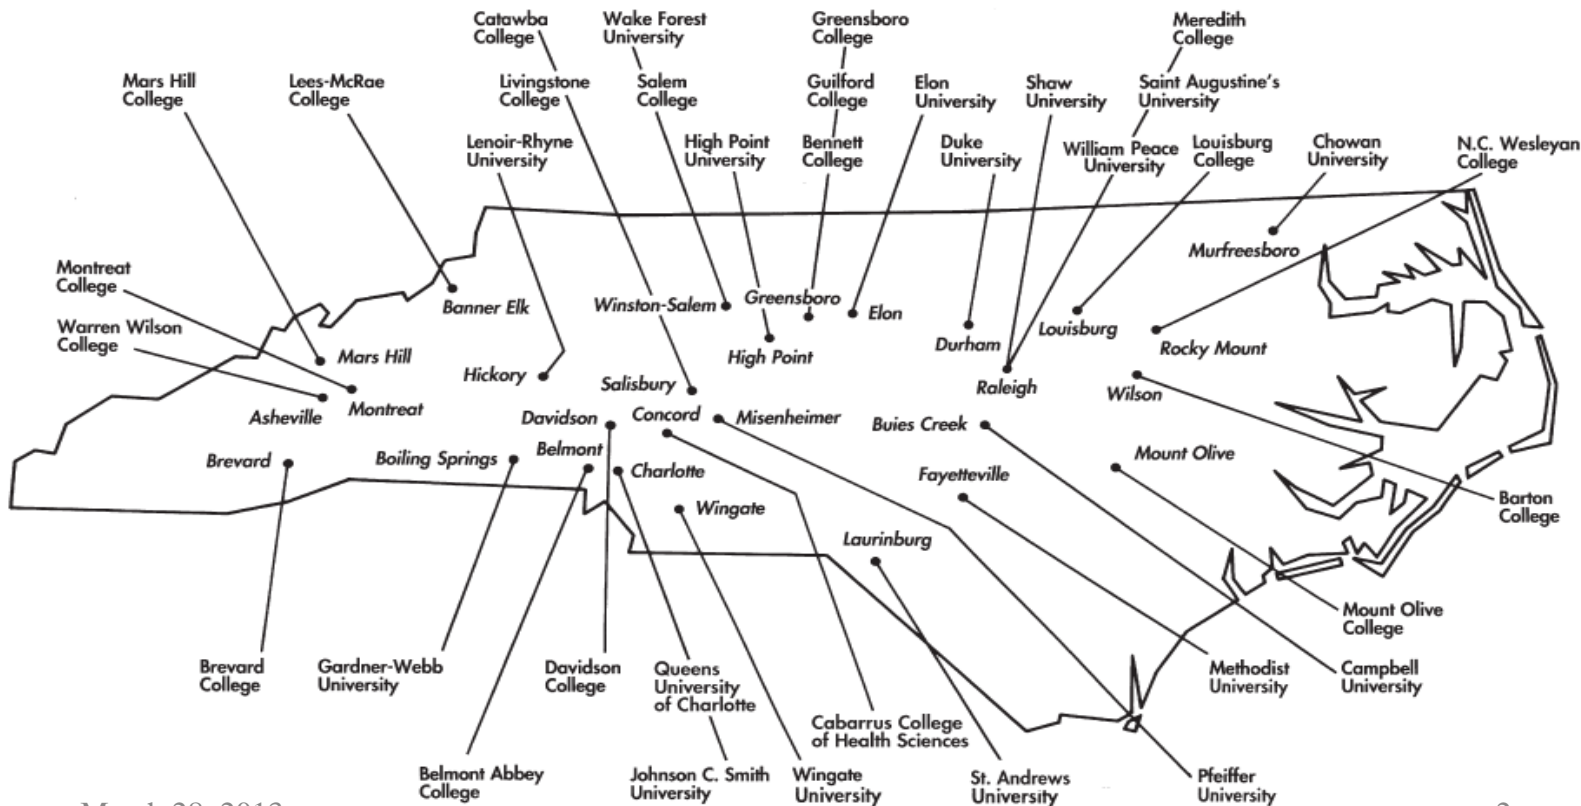 Catawba
College
Wake Forest
University
Greensboro
College
Meredith
College
Mars Hill
College
Lees-McRae
College
Livingstone
College
Salem
College
Guilford
College
Elon
University
Shaw
University
Saint Augustine's
University
Lenoir-Rhyne
University
High Point
University
Bennett
College
Duke
University
William Peace
University
Louisburg
College
Chowan
University
N.C. Wesleyan
College
Murfreesboro
Montreat
College
Banner Elk
Winston-Salem
Greensboro
Elon
Warren Wilson
College
Mars Hill
High Point
Durham
Louisburg
Rocky Mount
Hickory
Salisbury
Raleigh
Wilson
Asheville
Montreat
Davidson
Concord
Misenheimer
Buies Creek
Brevard
Boiling Springs
Belmont
Charlotte
Fayetteville
Mount Olive
Wingate
Laurinburg
Barton
College
Mount Olive
College
Brevard
College
Gardner-Webb
University
Davidson
College
Queens
University
of Charlotte
Methodist
University
Campbell
University
Cabarrus College
of Health Sciences
Belmont Abbey
College
Johnson C. Smith
University
Wingate
University
St. Andrews
University
Pfeiffer
University